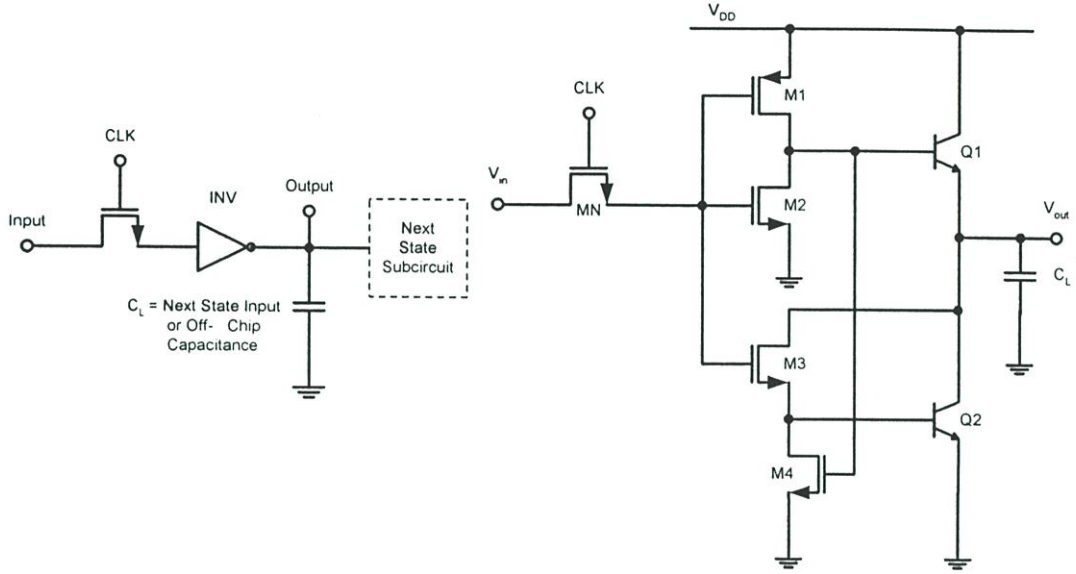 CLK
INV
Output
Input
Next
State
Subcircuit
C_L = Next State Input
or Off- Chip
Capacitance
V_DD
CLK
V_in
MN
M1
M2
M3
M4
Q1
Q2
V_out
C_L